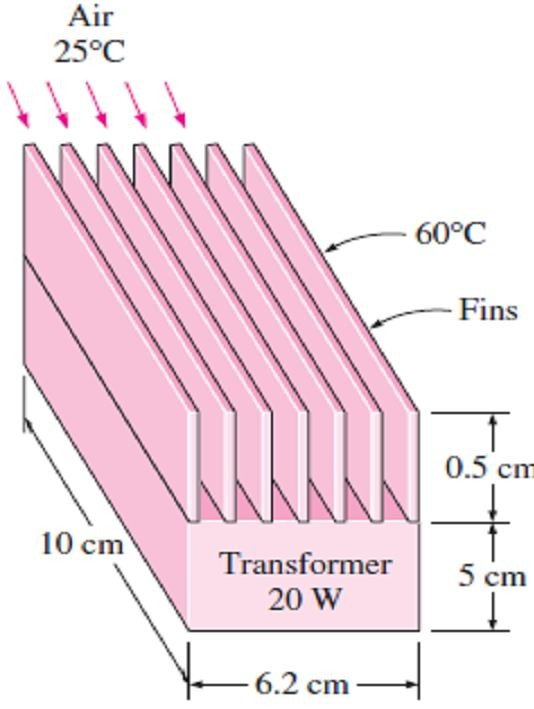 Air
25°C
60°C
Fins
0.5 cm
10 cm
Transformer
20 W
5 cm
6.2 cm